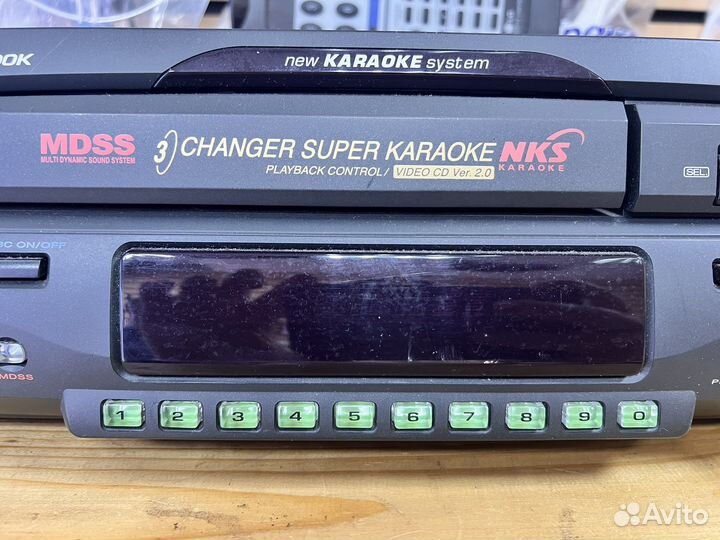 new KARAOKE system
MDSS
MULTI DYNAMIC SOUND SYSTEM
3 CHANGER SUPER KARAOKE
PLAYBACK CONTROL/ VIDEO CD Ver. 2.0
NKS
KARAOKE
SEL.
ON/OFF
MDSS
1 2 3 4 5 6 7 8 9 0
Avito